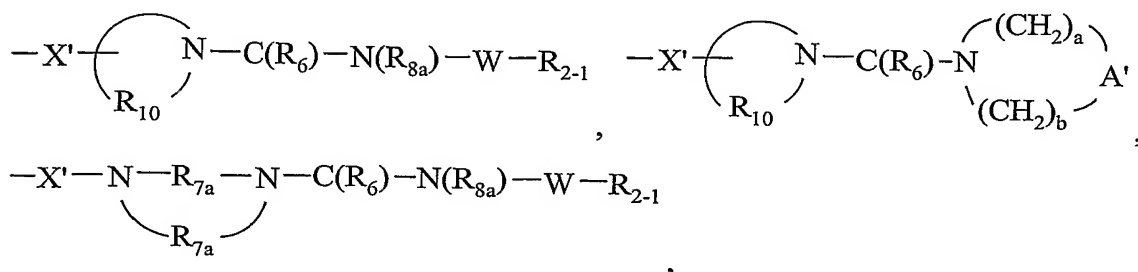 —X'— N—C(R₆)—N(R₈ₐ)—W—R₂₋₁ R₁₀ ,
—X'— N—C(R₆)—N (CH₂)ₐ A' (CH₂)b R₁₀ ,
—X'—N—R₇ₐ—N—C(R₆)—N(R₈ₐ)—W—R₂₋₁
R₇ₐ ,